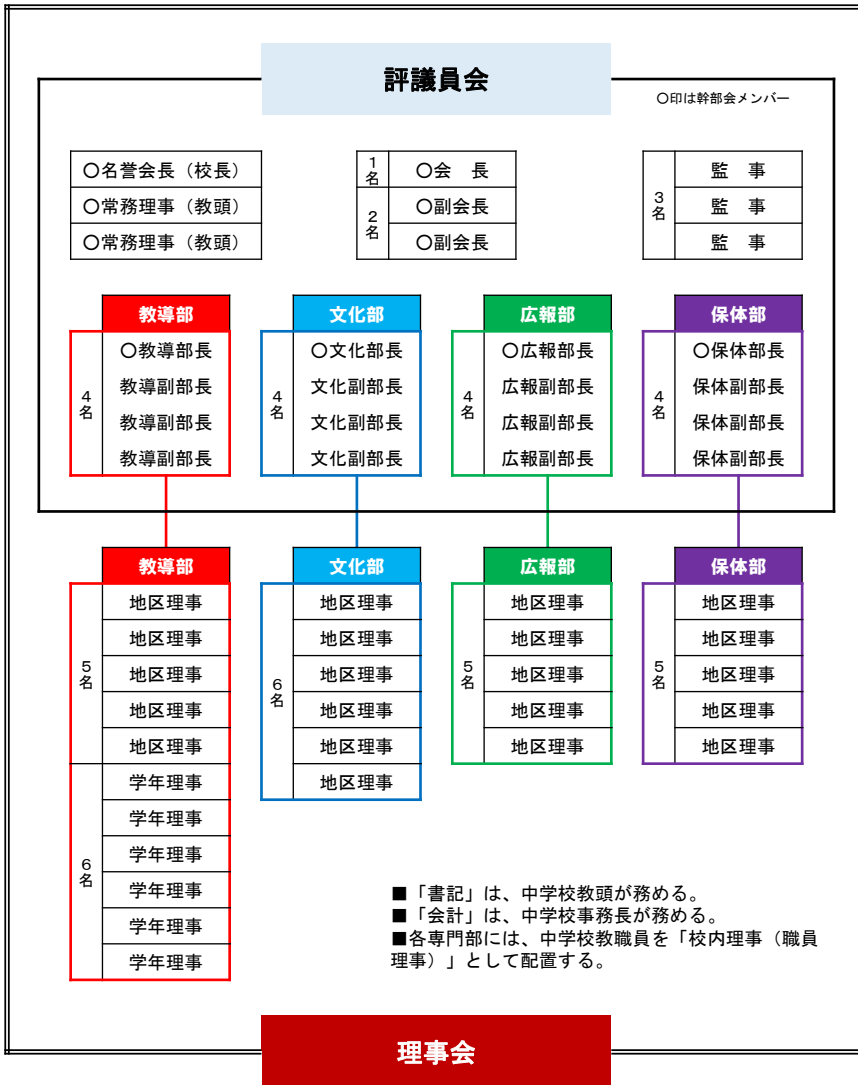 評議員会
〇印は幹部会メンバー
〇名誉会長（校長）
〇常務理事（教頭）
〇常務理事（教頭）
1名
〇会　長
2名
〇副会長
〇副会長
3名
監　事
監　事
監　事
教導部
4名
〇教導部長
教導副部長
教導副部長
教導副部長
文化部
4名
〇文化部長
文化副部長
文化副部長
文化副部長
広報部
4名
〇広報部長
広報副部長
広報副部長
広報副部長
保体部
4名
〇保体部長
保体副部長
保体副部長
保体副部長
教導部
5名
地区理事
地区理事
地区理事
地区理事
地区理事
6名
学年理事
学年理事
学年理事
学年理事
学年理事
学年理事
文化部
6名
地区理事
地区理事
地区理事
地区理事
地区理事
地区理事
広報部
5名
地区理事
地区理事
地区理事
地区理事
地区理事
保体部
5名
地区理事
地区理事
地区理事
地区理事
地区理事
■「書記」は、中学校教頭が務める。
■「会計」は、中学校事務長が務める。
■各専門部には、中学校教職員を「校内理事（職員
理事）」として配置する。
理事会